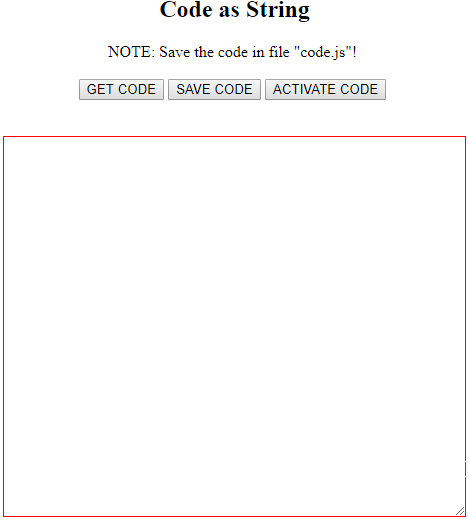 Code as String
NOTE: Save the code in file "code.js"!
GET CODE SAVE CODE ACTIVATE CODE